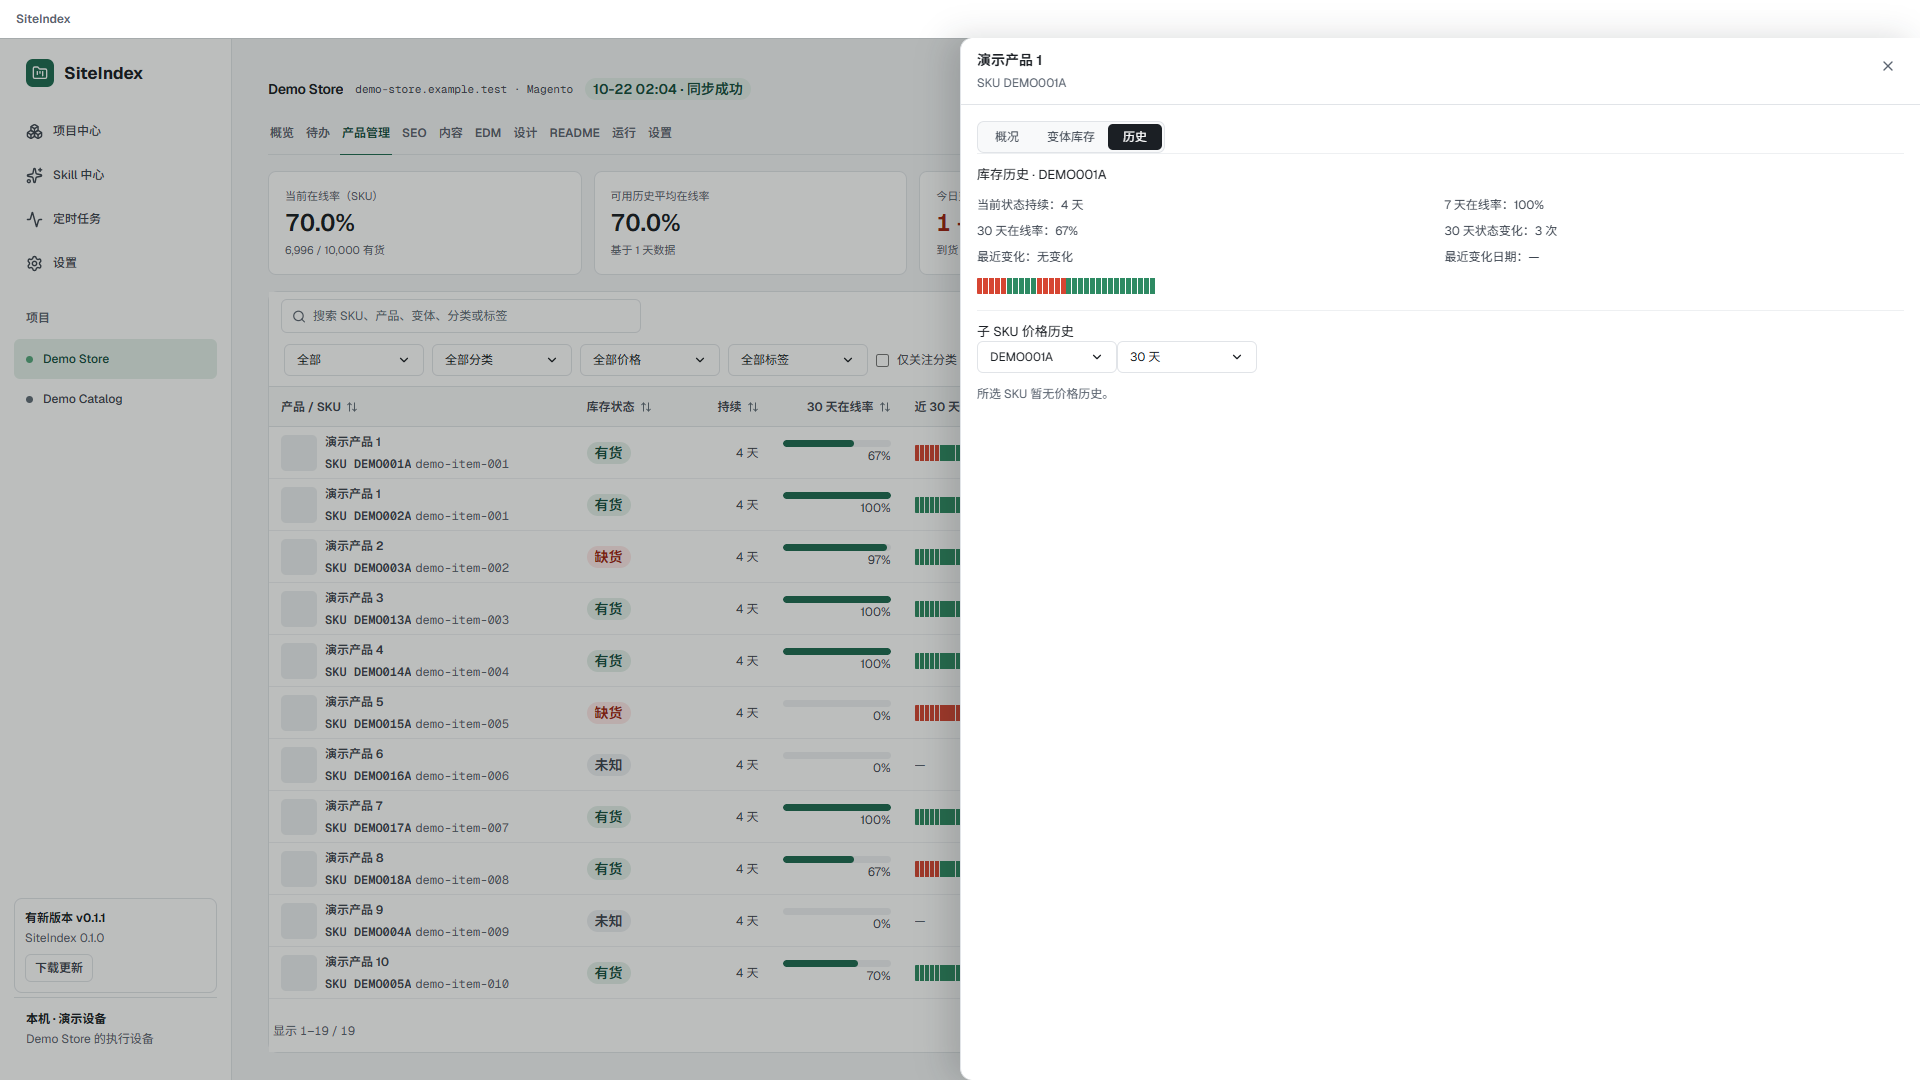 SiteIndex
SiteIndex
项目中心
Skill 中心
定时任务
设置
项目
Demo Store
Demo Catalog
有新版本 v0.1.1
SiteIndex 0.1.0
下载更新
本机 · 演示设备
Demo Store 的执行设备
Demo Store demo-store.example.test · Magento 10-22 02:04 · 同步成功
概览 待办 产品管理 SEO 内容 EDM 设计 README 运行 设置
当前在线率（SKU）
70.0%
6,996 / 10,000 有货
可用历史平均在线率
70.0%
基于 1 天数据
今日
1
到货
搜索 SKU、产品、变体、分类或标签
全部 全部分类 全部价格 全部标签 仅关注分类
产品 / SKU 库存状态 持续 30 天在线率 近 30 天
演示产品 1
SKU DEMO001A demo-item-001 有货 4 天 67%
演示产品 1
SKU DEMO002A demo-item-001 有货 4 天 100%
演示产品 2
SKU DEMO003A demo-item-002 缺货 4 天 97%
演示产品 3
SKU DEMO013A demo-item-003 有货 4 天 100%
演示产品 4
SKU DEMO014A demo-item-004 有货 4 天 100%
演示产品 5
SKU DEMO015A demo-item-005 缺货 4 天 0%
演示产品 6
SKU DEMO016A demo-item-006 未知 4 天 0% —
演示产品 7
SKU DEMO017A demo-item-007 有货 4 天 100%
演示产品 8
SKU DEMO018A demo-item-008 有货 4 天 67%
演示产品 9
SKU DEMO004A demo-item-009 未知 4 天 0% —
演示产品 10
SKU DEMO005A demo-item-010 有货 4 天 70%
显示 1–19 / 19
演示产品 1
SKU DEMO001A
概况 变体库存 历史
库存历史 · DEMO001A
当前状态持续：4 天 7 天在线率：100%
30 天在线率：67% 30 天状态变化：3 次
最近变化：无变化 最近变化日期：—
子 SKU 价格历史
DEMO001A 30 天
所选 SKU 暂无价格历史。